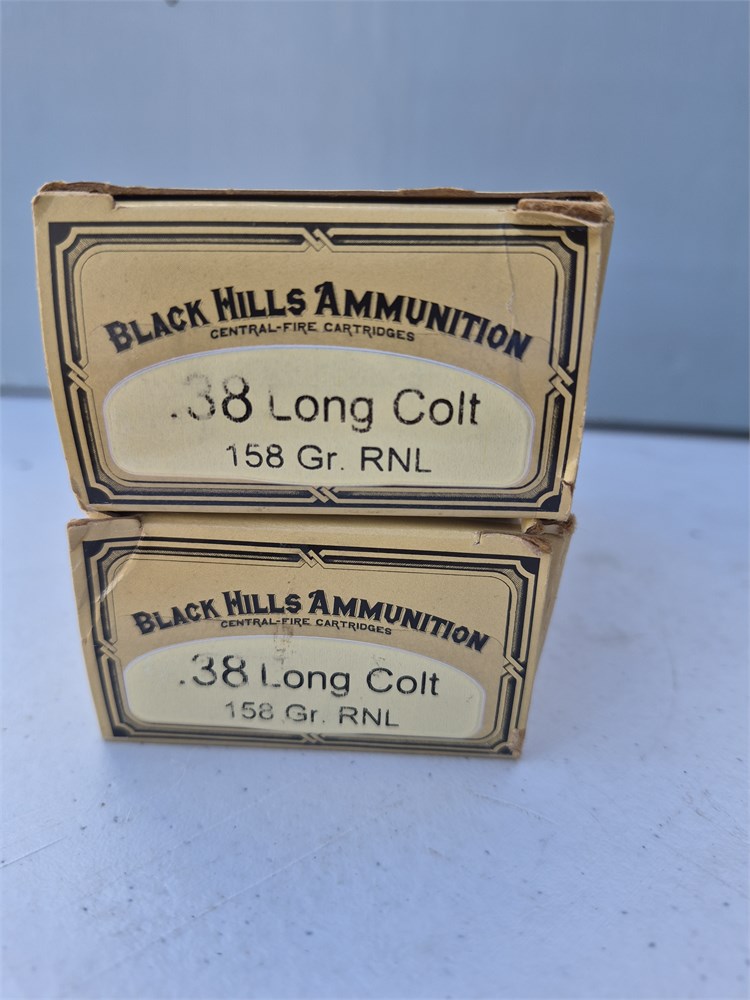 BLACK HILLS AMMUNITION
CENTRAL-FIRE CARTRIDGES
.38 Long Colt
158 Gr. RNL
BLACK HILLS AMMUNITION
CENTRAL-FIRE CARTRIDGES
.38 Long Colt
158 Gr. RNL